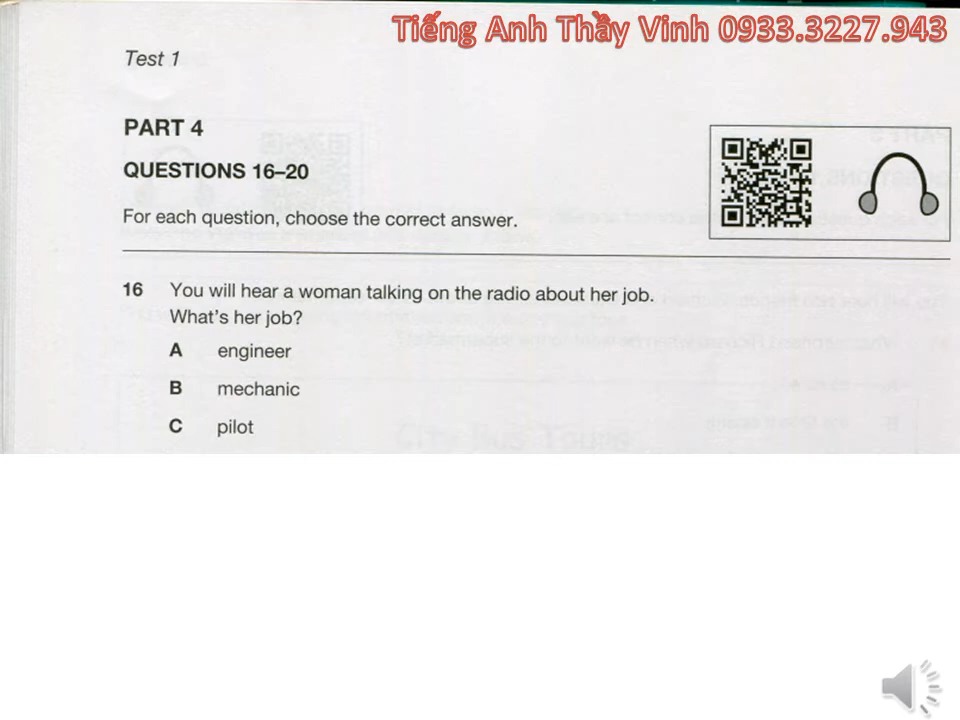 Tiếng Anh Thầy Vinh 0933.3227.943
Test 1
PART 4
QUESTIONS 16–20
For each question, choose the correct answer.
16 You will hear a woman talking on the radio about her job.
What's her job?
A engineer
B mechanic
C pilot